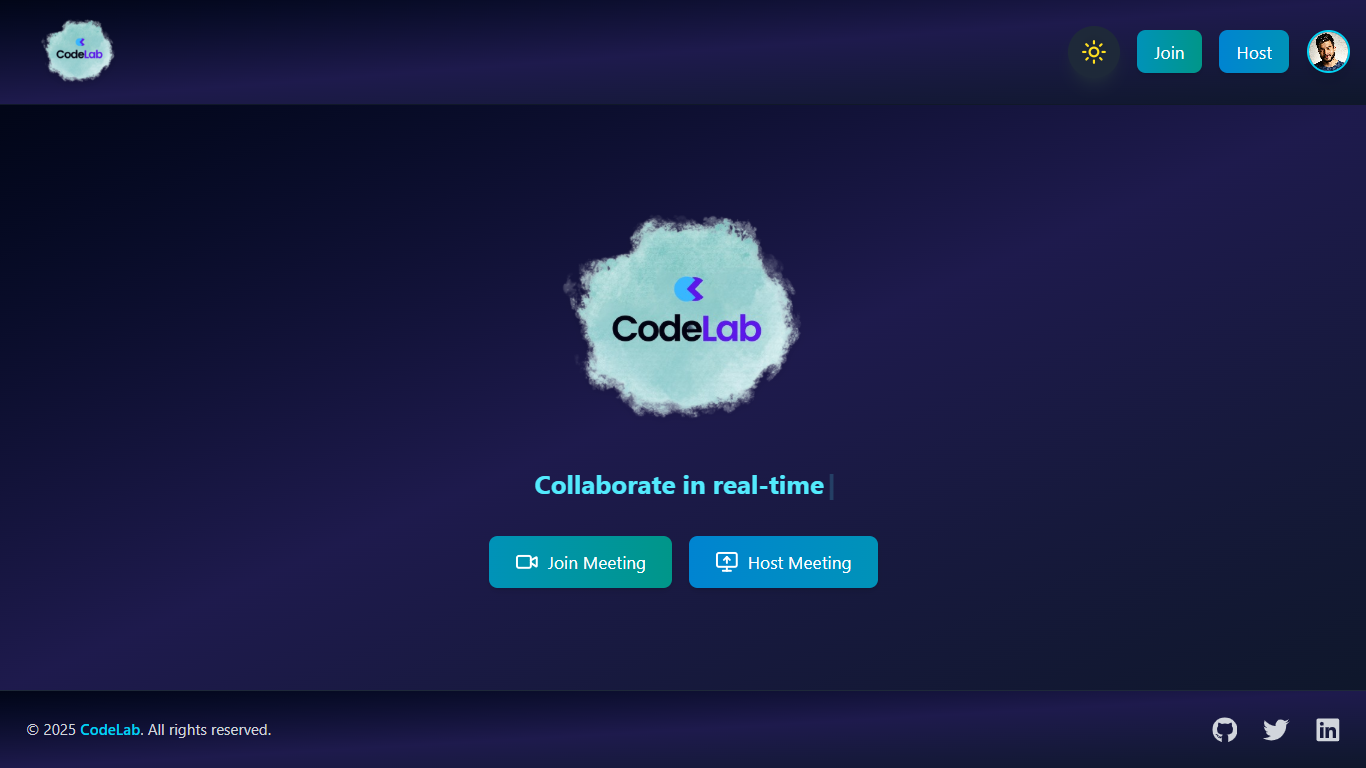 CodeLab
Join
Host
CodeLab
Collaborate in real-time
Join Meeting
Host Meeting
© 2025 CodeLab. All rights reserved.